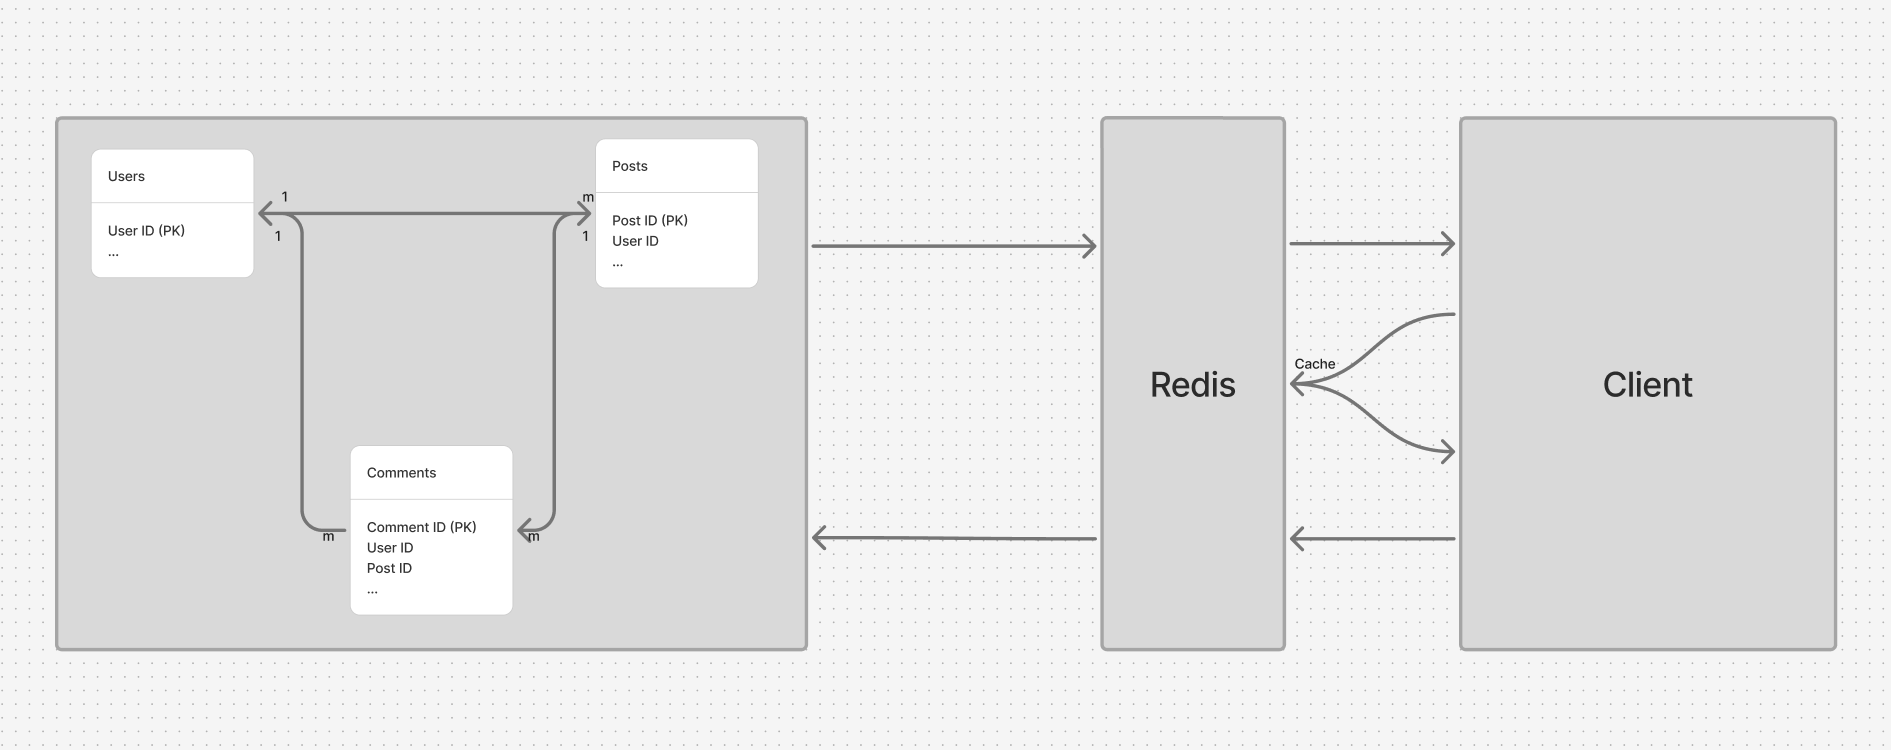 Users
User ID (PK)
...
1
1
m
1
Posts
Post ID (PK)
User ID
...
Comments
Comment ID (PK)
User ID
Post ID
...
m
m
Redis
Cache
Client